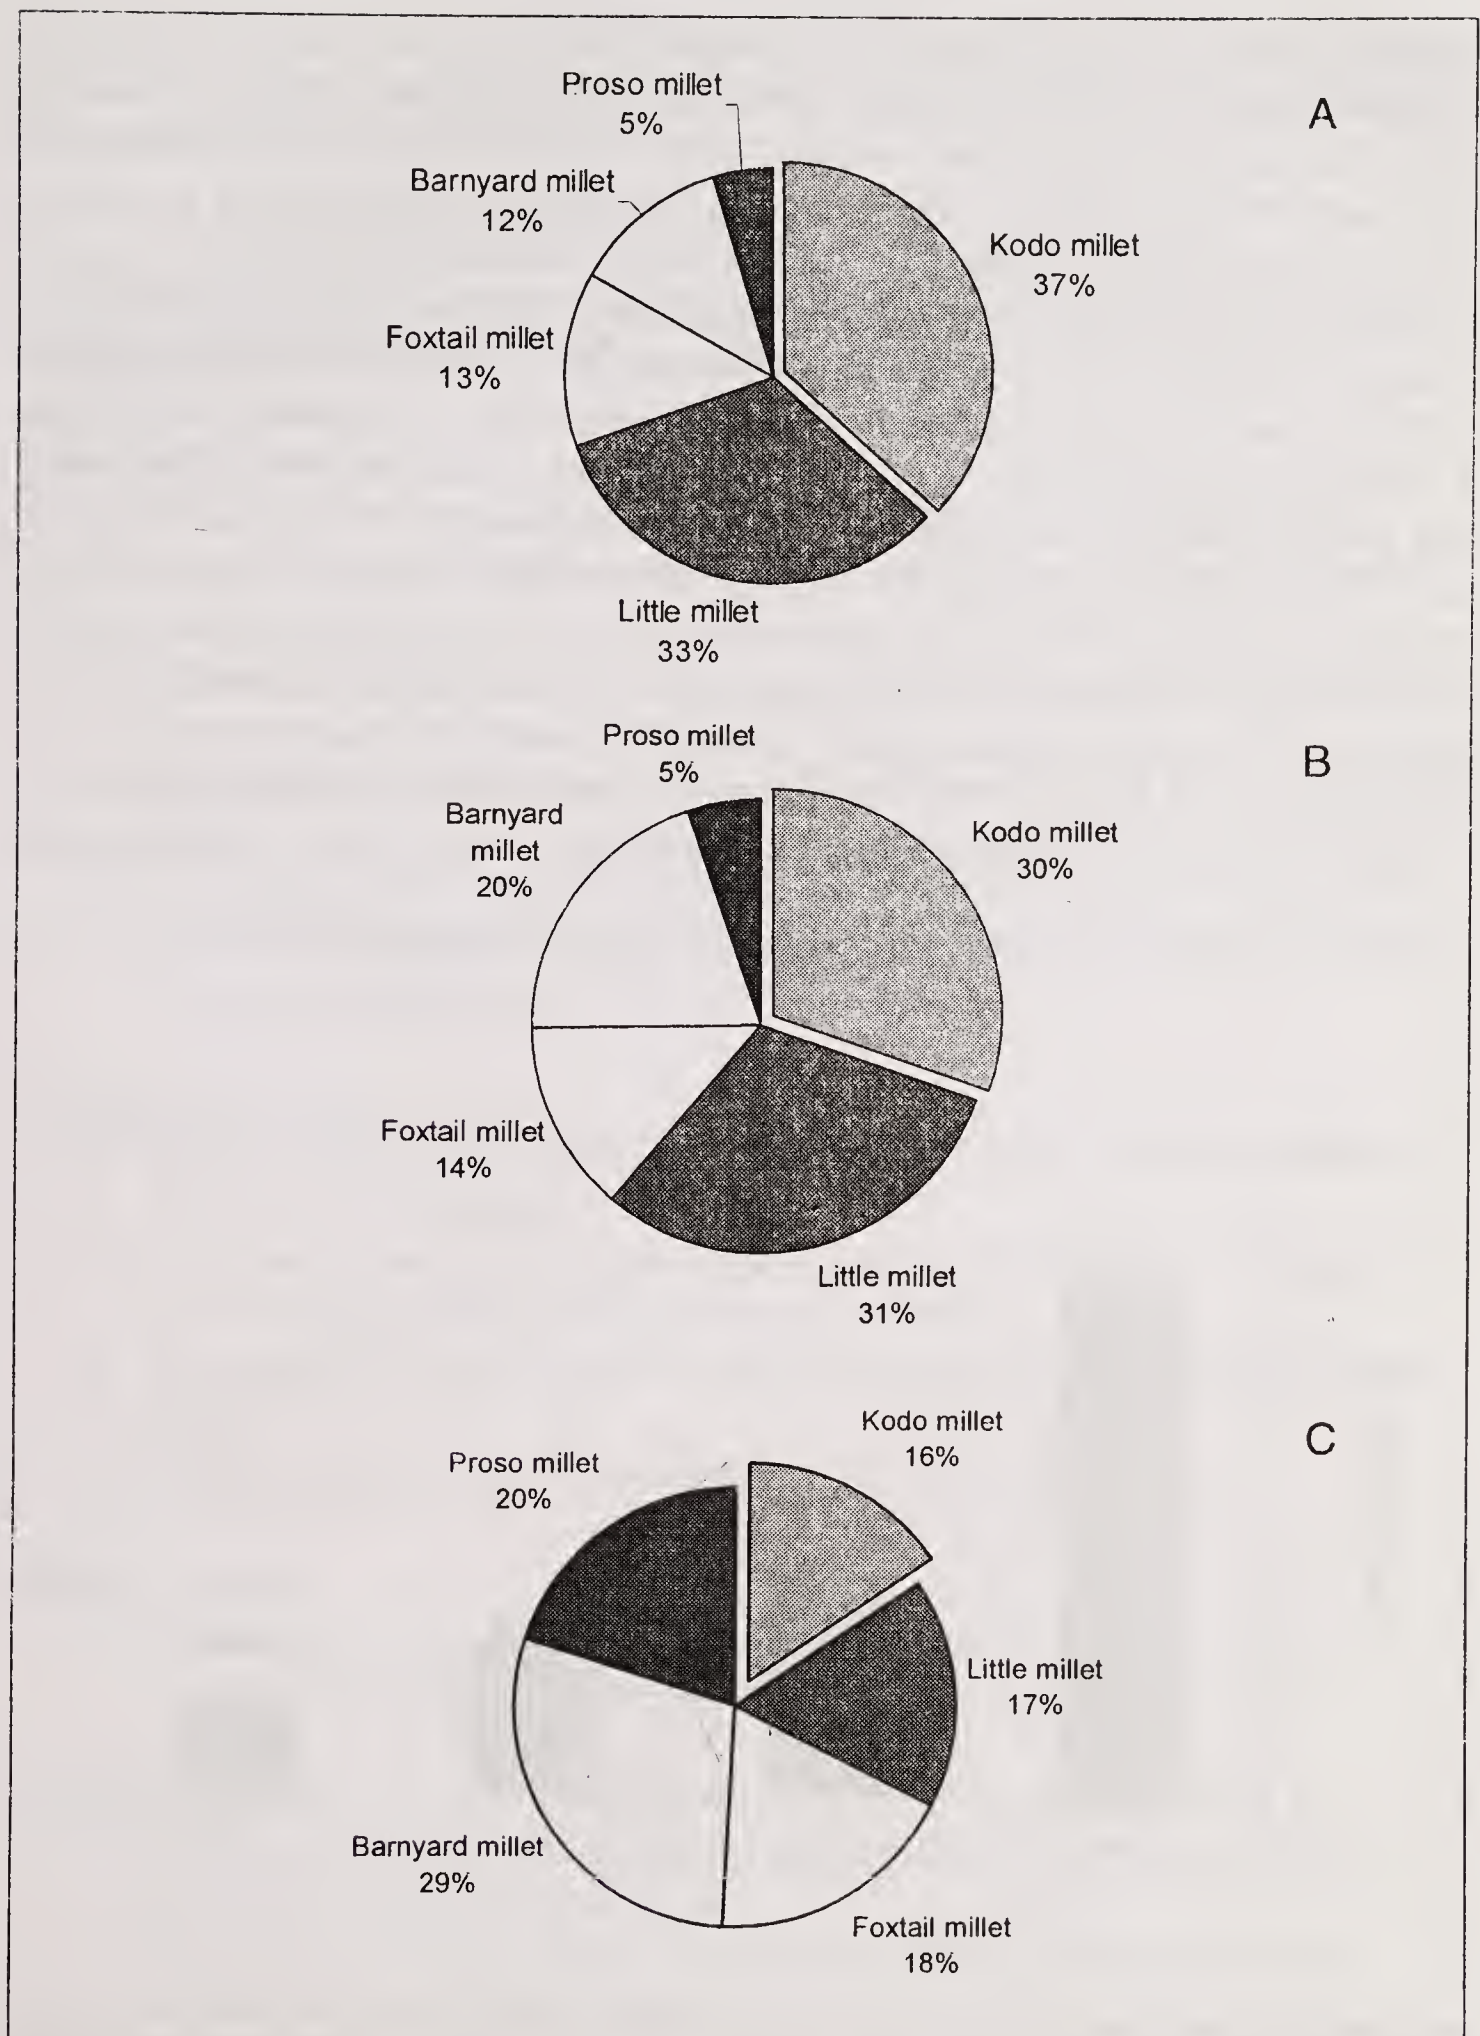 A
Proso millet
5%
Barnyard millet
12%
Kodo millet
37%
Foxtail millet
13%
Little millet
33%
B
Proso millet
5%
Barnyard
millet
20%
Kodo millet
30%
Foxtail millet
14%
Little millet
31%
C
Kodo millet
16%
Proso millet
20%
Little millet
17%
Barnyard millet
29%
Foxtail millet
18%